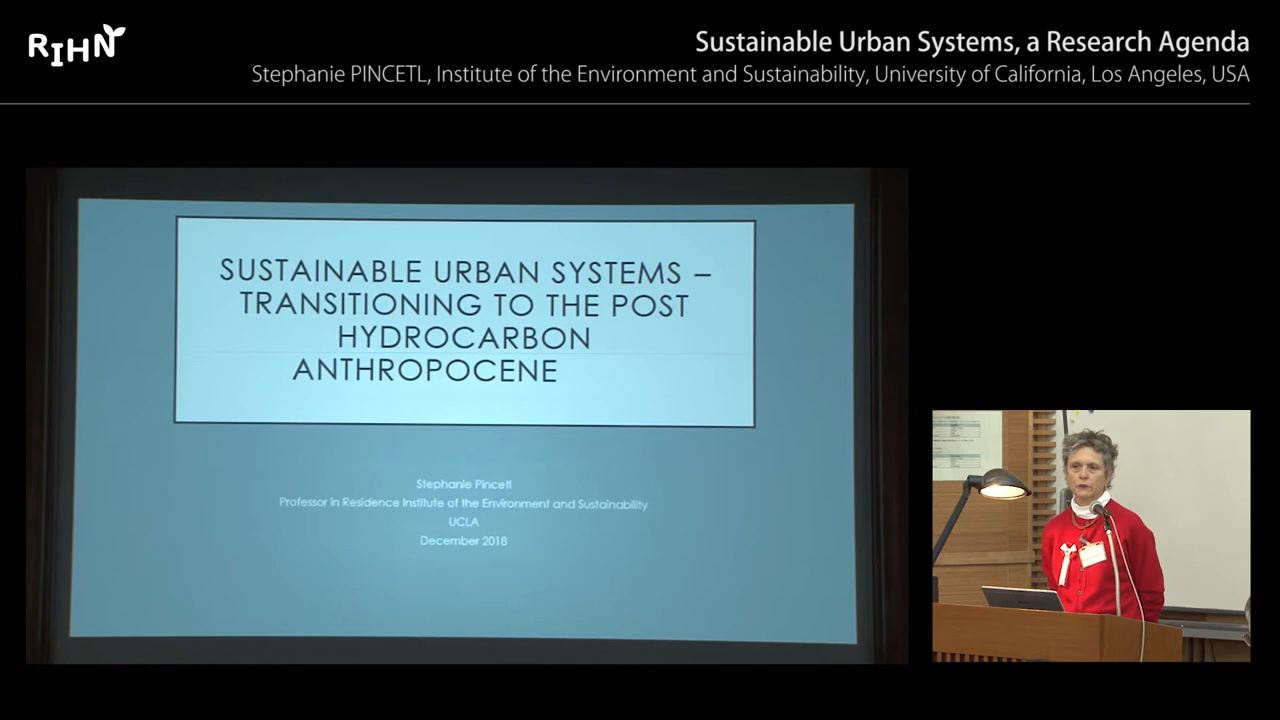 RIHN
Sustainable Urban Systems, a Research Agenda
Stephanie PINCETL, Institute of the Environment and Sustainability, University of California, Los Angeles, USA
SUSTAINABLE URBAN SYSTEMS –
TRANSITIONING TO THE POST
HYDROCARBON
ANTHROPOCENE
Stephanie Pincetl
Professor in Residence Institute of the Environment and Sustainability
UCLA
December 2018